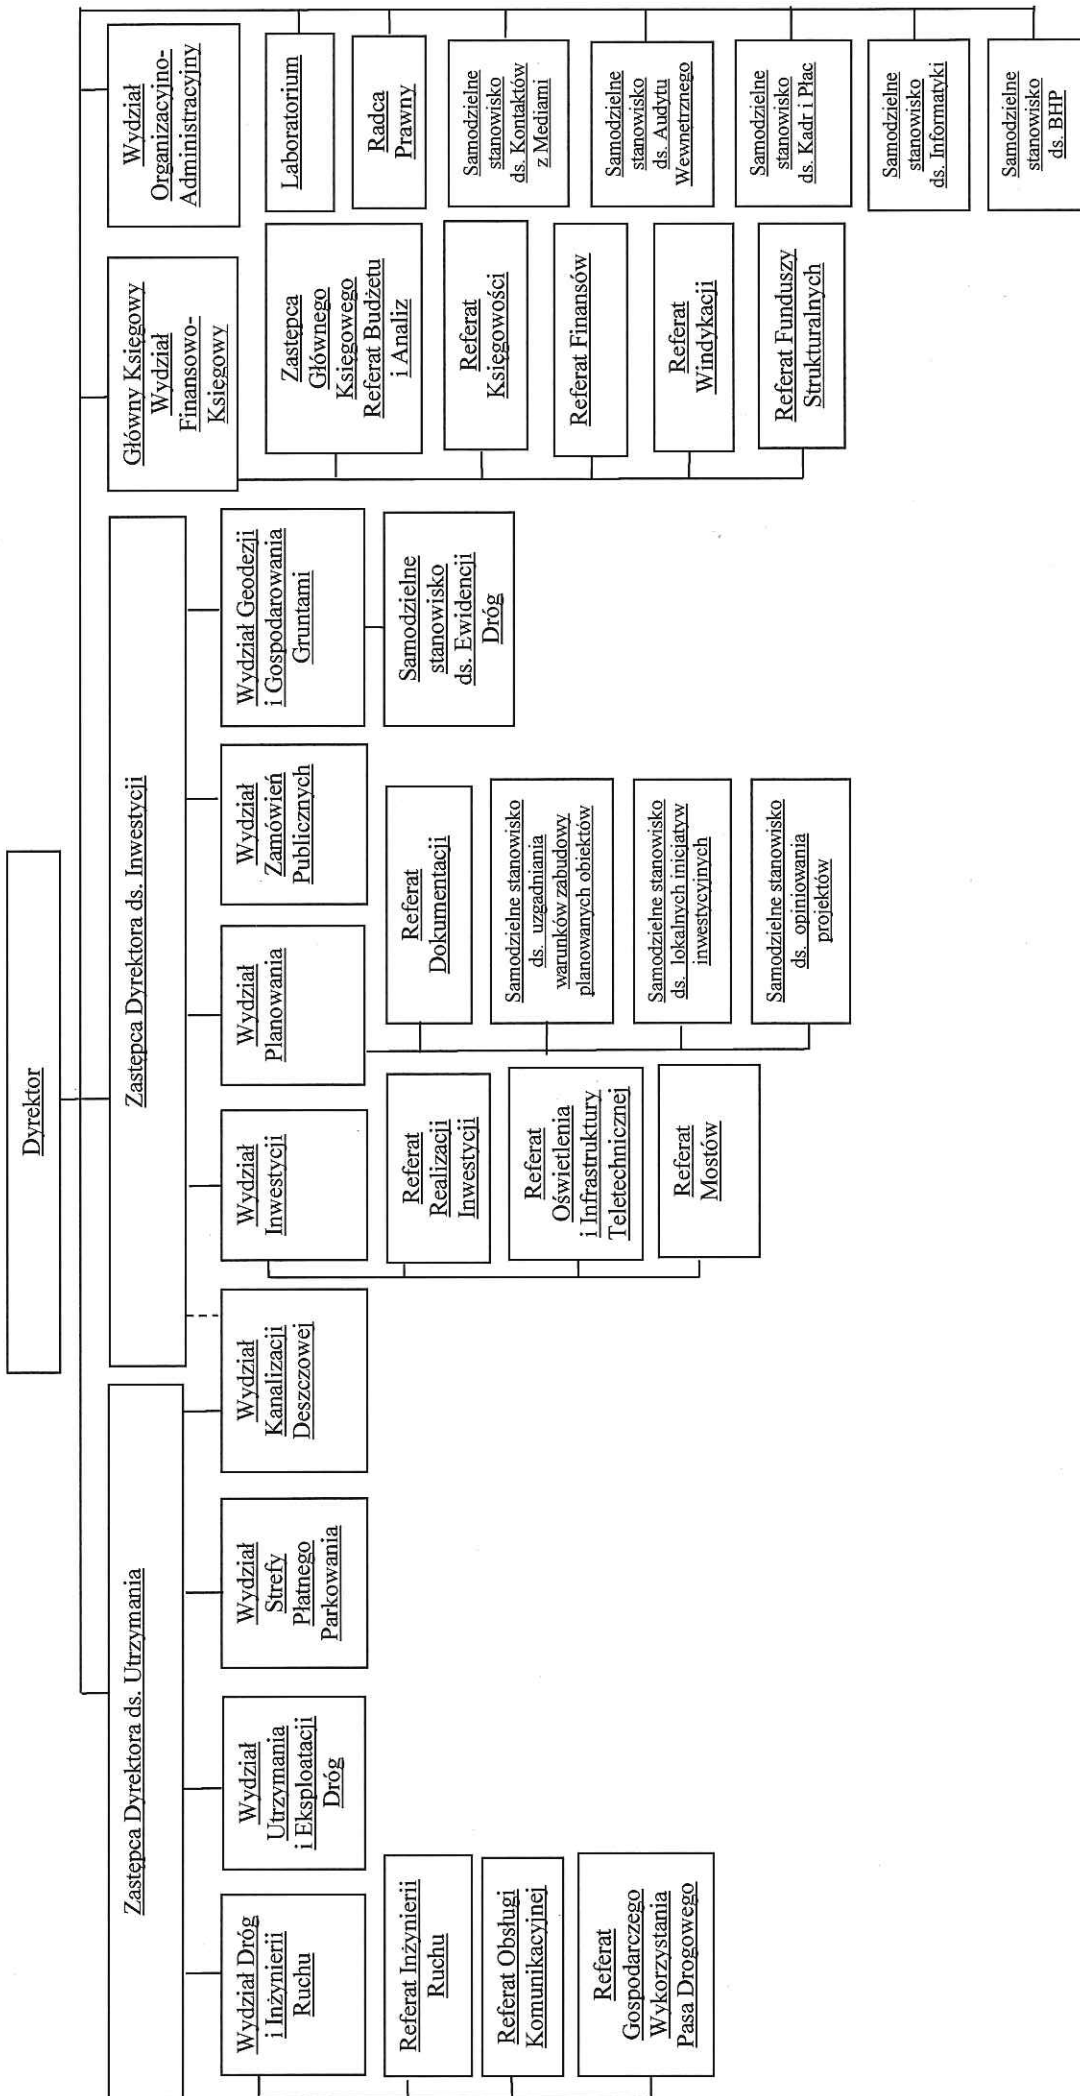 Dyrektor
Zastępca Dyrektora ds. Utrzymania
Zastępca Dyrektora ds. Inwestycji
Główny Księgowy
Wydział
Finansowo-
Księgowy
Wydział
Organizacyjno-
Administracyjny
Wydział Dróg
i Inżynierii
Ruchu
Wydział
Utrzymania
i Eksploatacji
Dróg
Wydział
Strefy
Płatnego
Parkowania
Wydział
Kanalizacji
Deszczowej
Wydział
Inwestycji
Wydział
Planowania
Wydział
Zamówień
Publicznych
Wydział Geodezji
i Gospodarowania
Gruntami
Referat Inżynierii
Ruchu
Referat Obsługi
Komunikacyjnej
Referat
Gospodarczego
Wykorzystania
Pasa Drogowego
Referat
Realizacji
Inwestycji
Referat
Oświetlenia
i Infrastruktury
Teletechnicznej
Referat
Mostów
Referat
Dokumentacji
Samodzielne stanowisko
ds. uzgadniania
warunków zabudowy
planowanych obiektów
Samodzielne stanowisko
ds. lokalnych inicjatyw
inwestycyjnych
Samodzielne stanowisko
ds. opiniowania
projektów
Samodzielne
stanowisko
ds. Ewidencji
Dróg
Zastępca
Głównego
Księgowego
Referat Budżetu
i Analiz
Referat
Księgowości
Referat Finansów
Referat
Windykacji
Referat Funduszy
Strukturalnych
Laboratorium
Radca
Prawny
Samodzielne
stanowisko
ds. Kontaktów
z Mediami
Samodzielne
stanowisko
ds. Audytu
Wewnętrznego
Samodzielne
stanowisko
ds. Kadr i Płac
Samodzielne
stanowisko
ds. Informatyki
Samodzielne
stanowisko
ds. BHP